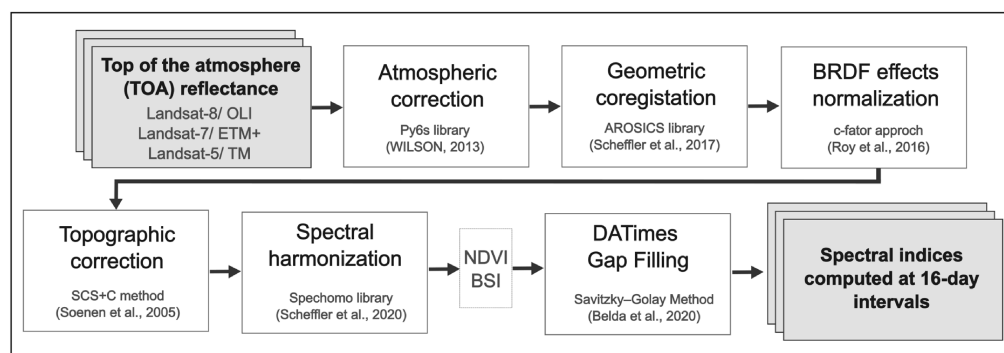 Top of the atmosphere
(TOA) reflectance
Landsat-8/ OLI
Landsat-7/ ETM+
Landsat-5/ TM
Atmospheric
correction
Py6s library
(WILSON, 2013)
Geometric
coregistation
AROSICS library
(Scheffler et al., 2017)
BRDF effects
normalization
c-fator approch
(Roy et al., 2016)
Topographic
correction
SCS+C method
(Soenen et al., 2005)
Spectral
harmonization
Spechomo library
(Scheffler et al., 2020)
NDVI
BSI
DATimes
Gap Filling
Savitzky–Golay Method
(Belda et al., 2020)
Spectral indices
computed at 16-day
intervals